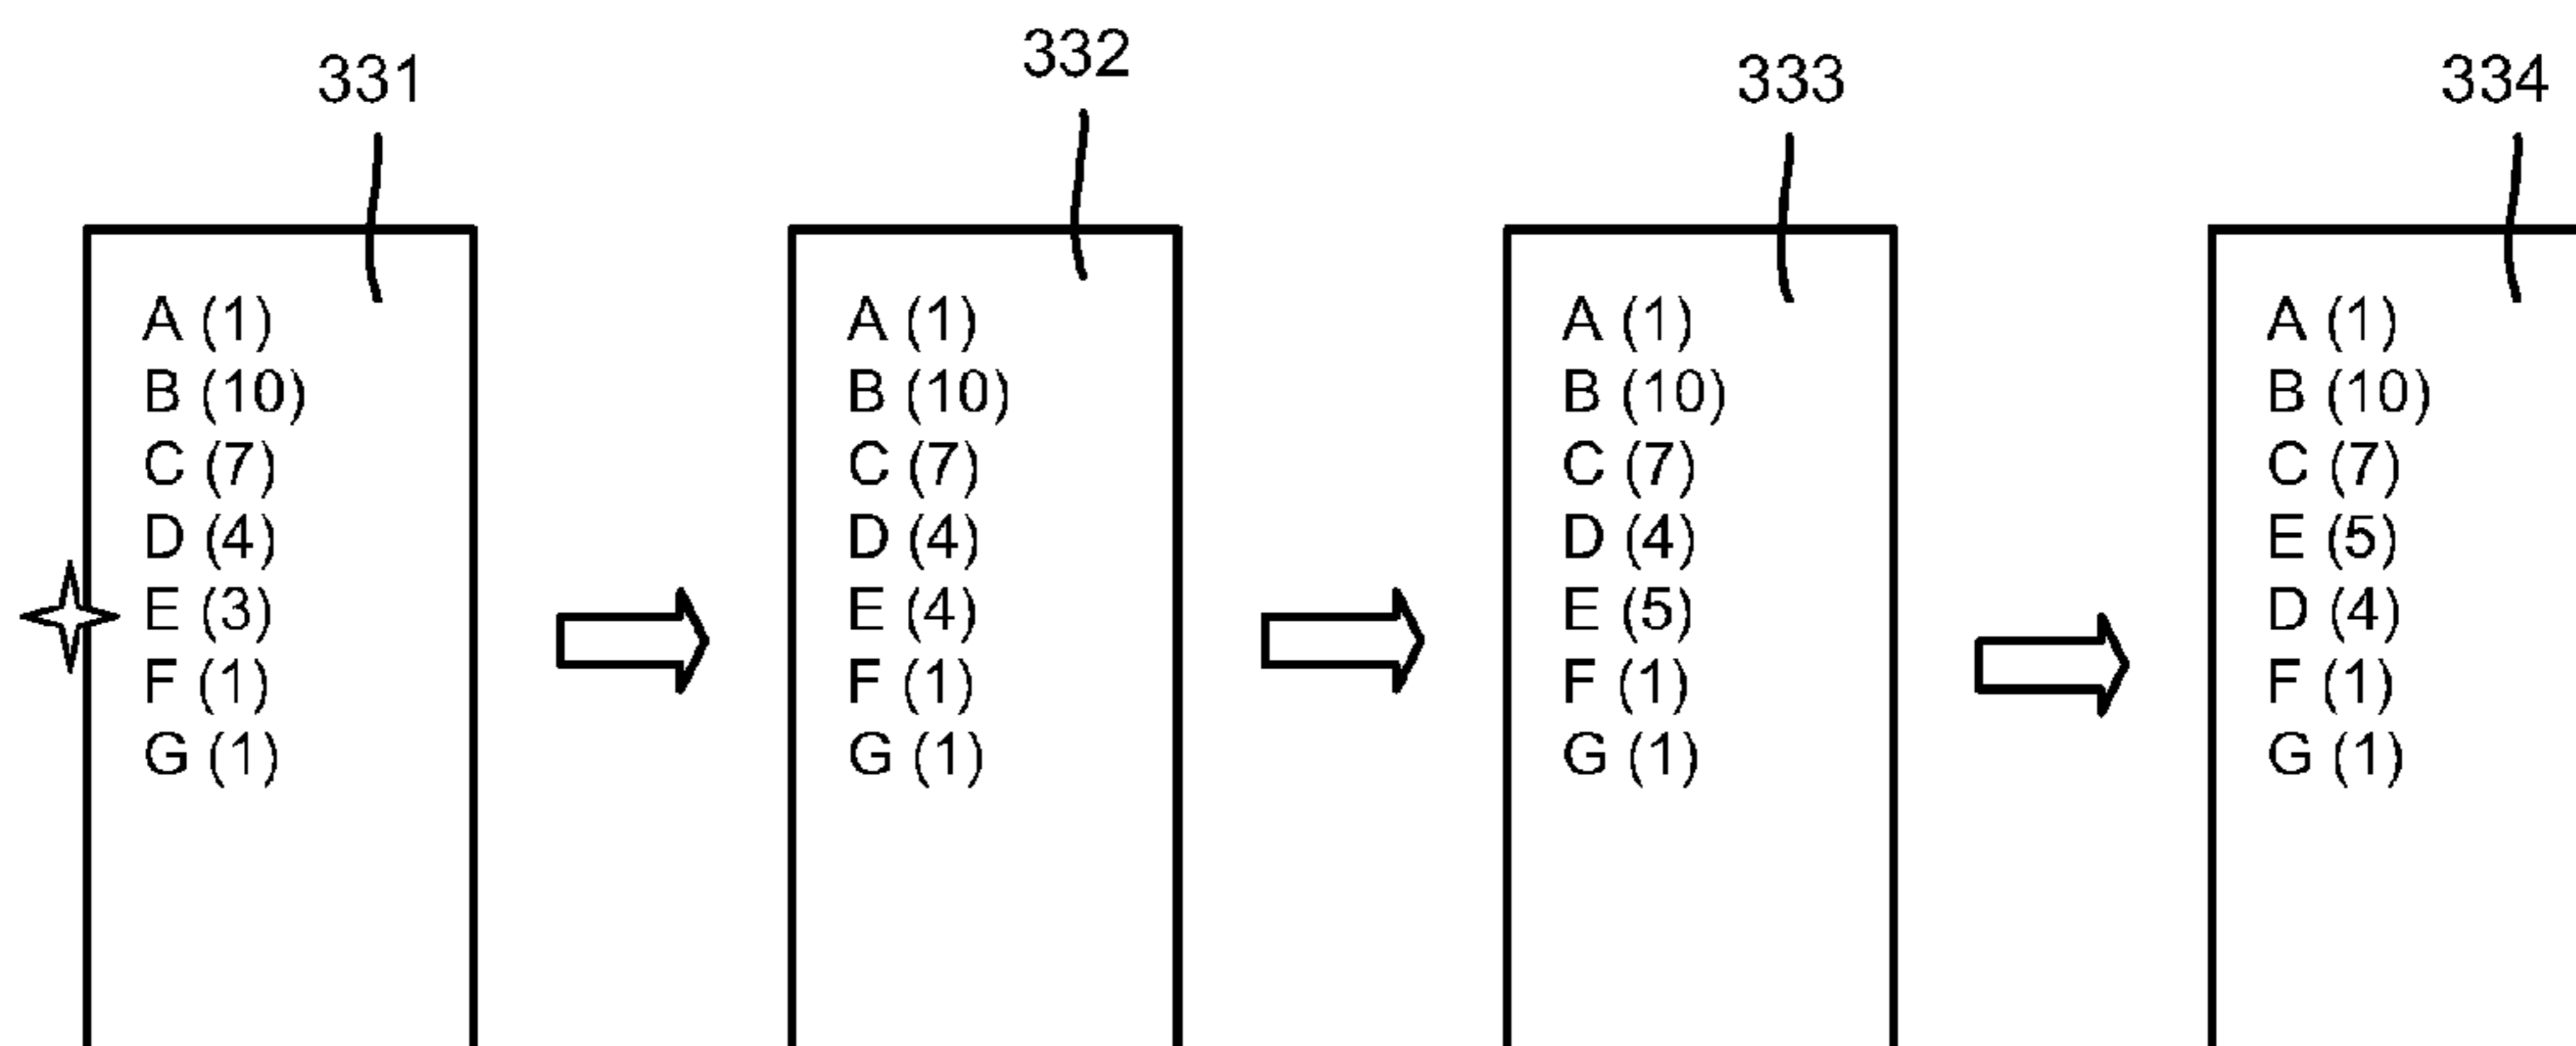 331
332
333
334
A (1)
B (10)
C (7)
D (4)
E (3)
F (1)
G (1)
A (1)
B (10)
C (7)
D (4)
E (4)
F (1)
G (1)
A (1)
B (10)
C (7)
D (4)
E (5)
F (1)
G (1)
A (1)
B (10)
C (7)
E (5)
D (4)
F (1)
G (1)